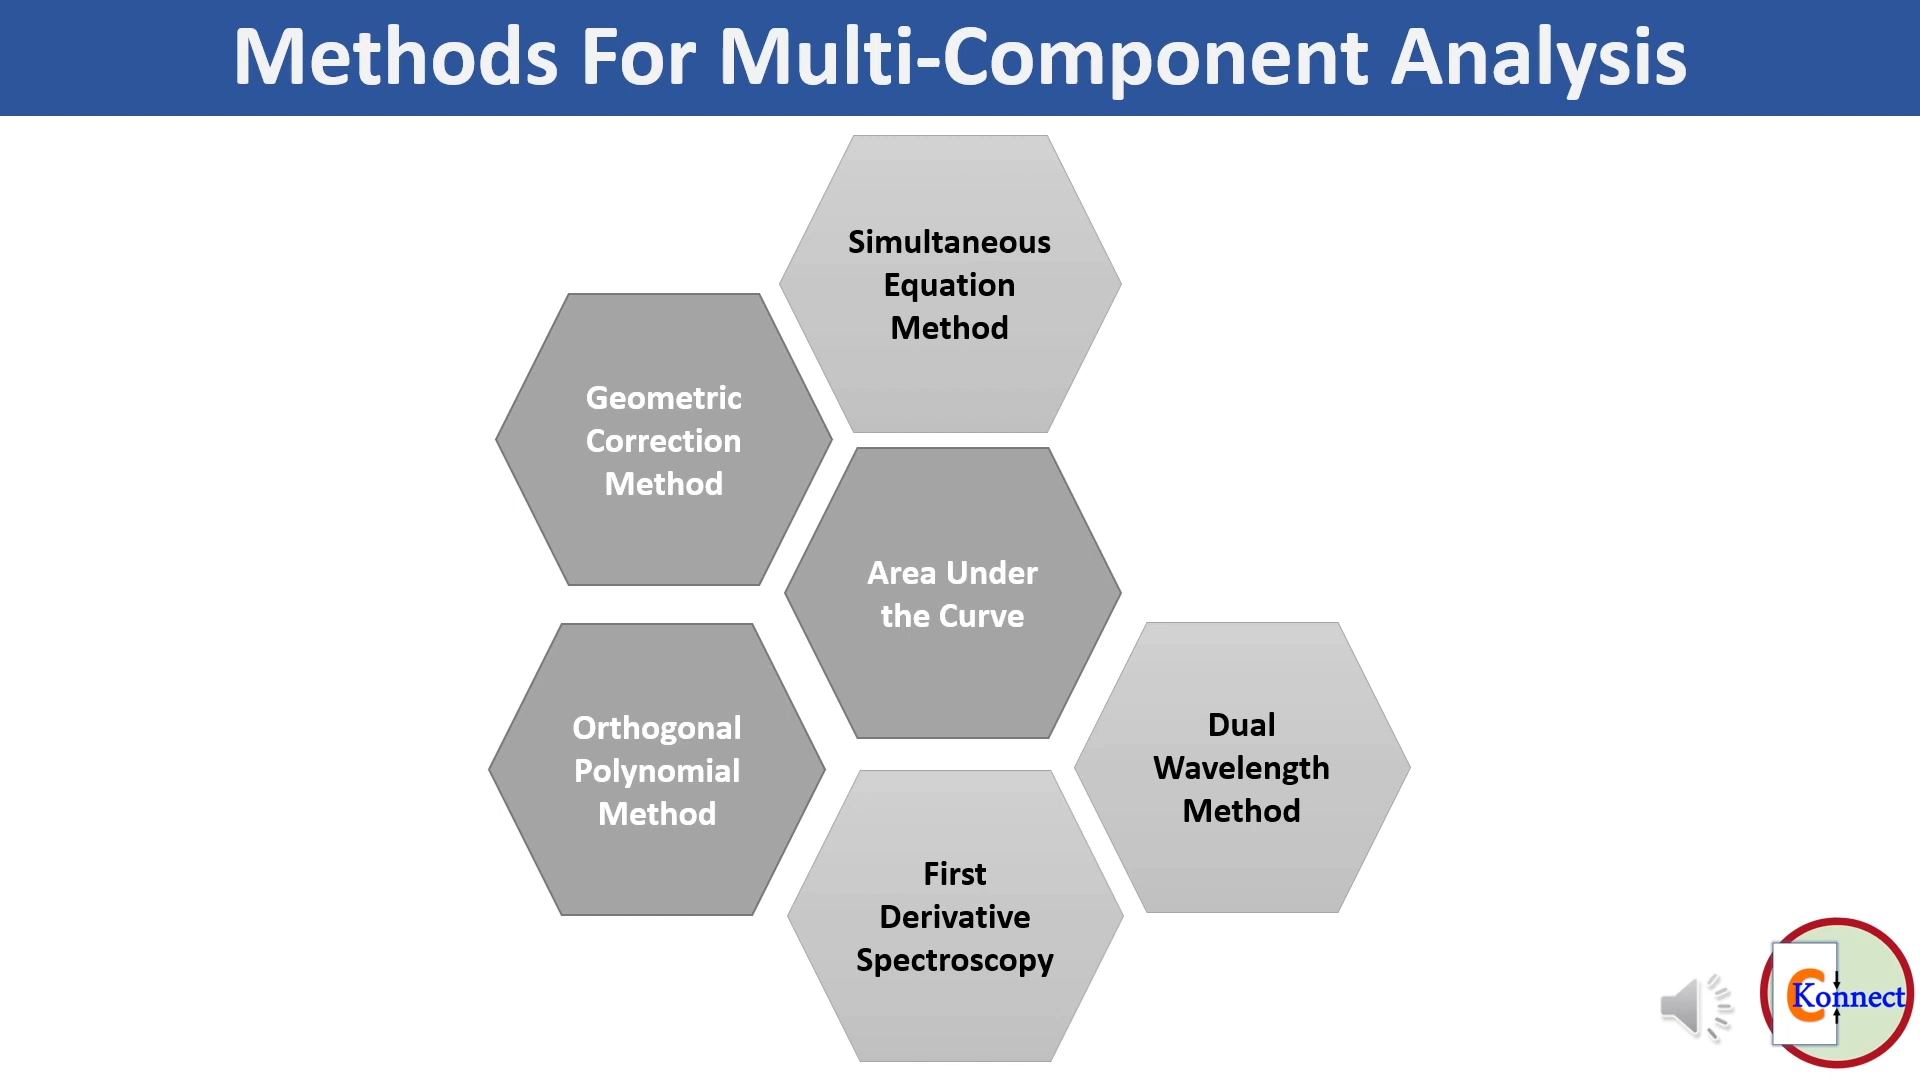 Methods For Multi-Component Analysis
Simultaneous
Equation
Method
Geometric
Correction
Method
Area Under
the Curve
Orthogonal
Polynomial
Method
Dual
Wavelength
Method
First
Derivative
Spectroscopy
C
Konnect